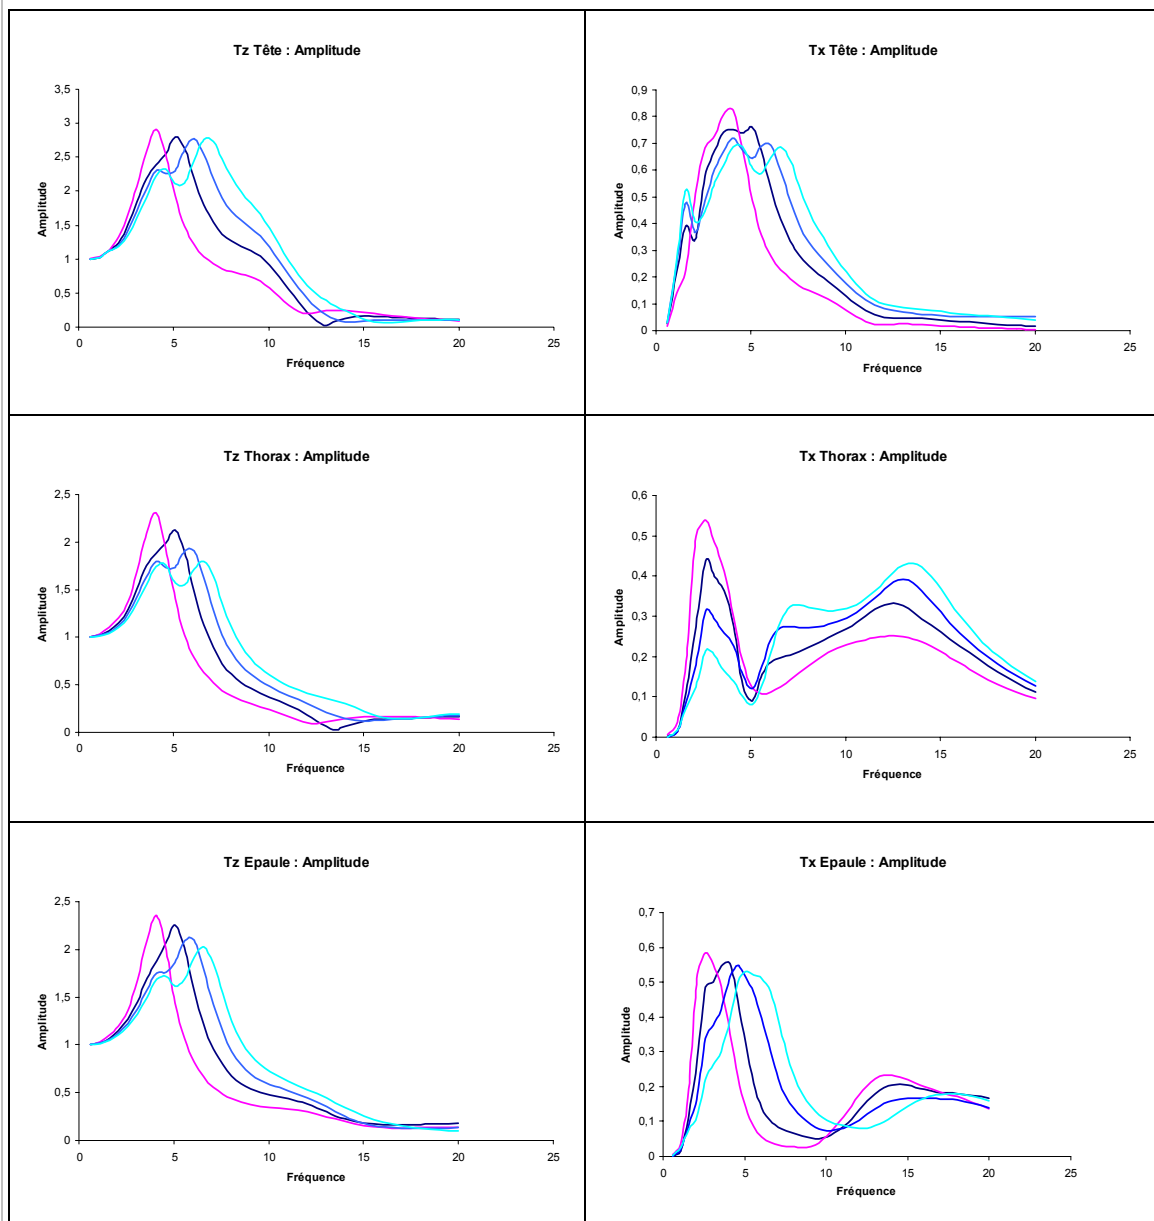 Tz Tête : Amplitude
3,5
3
2,5
2
1,5
1
0,5
0
0 5 10 15 20 25
Amplitude
Fréquence
Tx Tête : Amplitude
0,9
0,8
0,7
0,6
0,5
0,4
0,3
0,2
0,1
0
0 5 10 15 20 25
Amplitude
Fréquence
Tz Thorax : Amplitude
2,5
2
1,5
1
0,5
0
0 5 10 15 20 25
Amplitude
Fréquence
Tx Thorax : Amplitude
0,6
0,5
0,4
0,3
0,2
0,1
0
0 5 10 15 20 25
Amplitude
Fréquence
Tz Epaule : Amplitude
2,5
2
1,5
1
0,5
0
0 5 10 15 20 25
Amplitude
Fréquence
Tx Epaule : Amplitude
0,7
0,6
0,5
0,4
0,3
0,2
0,1
0
0 5 10 15 20 25
Amplitude
Fréquence